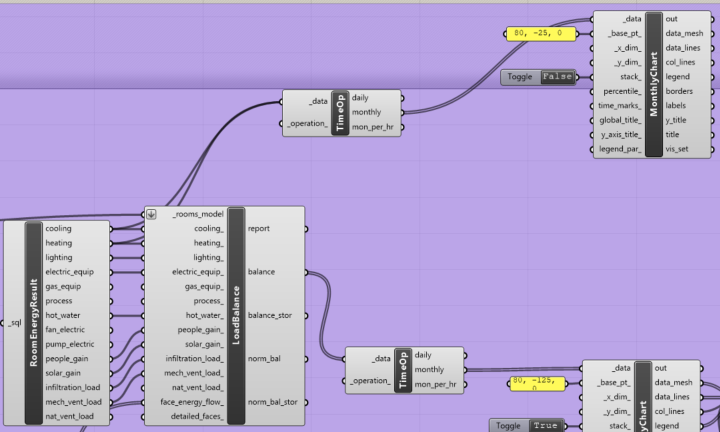 80, -25, 0
Toggle False
_data
_base_pt_
_x_dim_
_y_dim_
stack_
percentile_
time_marks_
global_title_
y_axis_title_
legend_par_
MonthlyChart
out
data_mesh
data_lines
col_lines
legend
borders
labels
y_title
title
vis_set
_data
_operation_
TimeOp
daily
monthly
mon_per_hr
_sql
RoomEnergyResult
cooling
heating
lighting
electric_equip
gas_equip
process
hot_water
fan_electric
pump_electric
people_gain
solar_gain
infiltration_load
mech_vent_load
nat_vent_load
_rooms_model
cooling_
heating_
lighting_
electric_equip_
gas_equip_
process_
hot_water_
people_gain_
solar_gain_
infiltration_load_
mech_vent_load_
nat_vent_load_
face_energy_flow_
detailed_faces_
LoadBalance
report
balance
balance_stor
norm_bal
norm_bal_stor
_data
_operation_
TimeOp
daily
monthly
mon_per_hr
80, -125,
0
Toggle True
_data
_base_pt_
_x_dim_
_y_dim_
stack_
yChart
out
data_mesh
data_lines
col_lines
legend